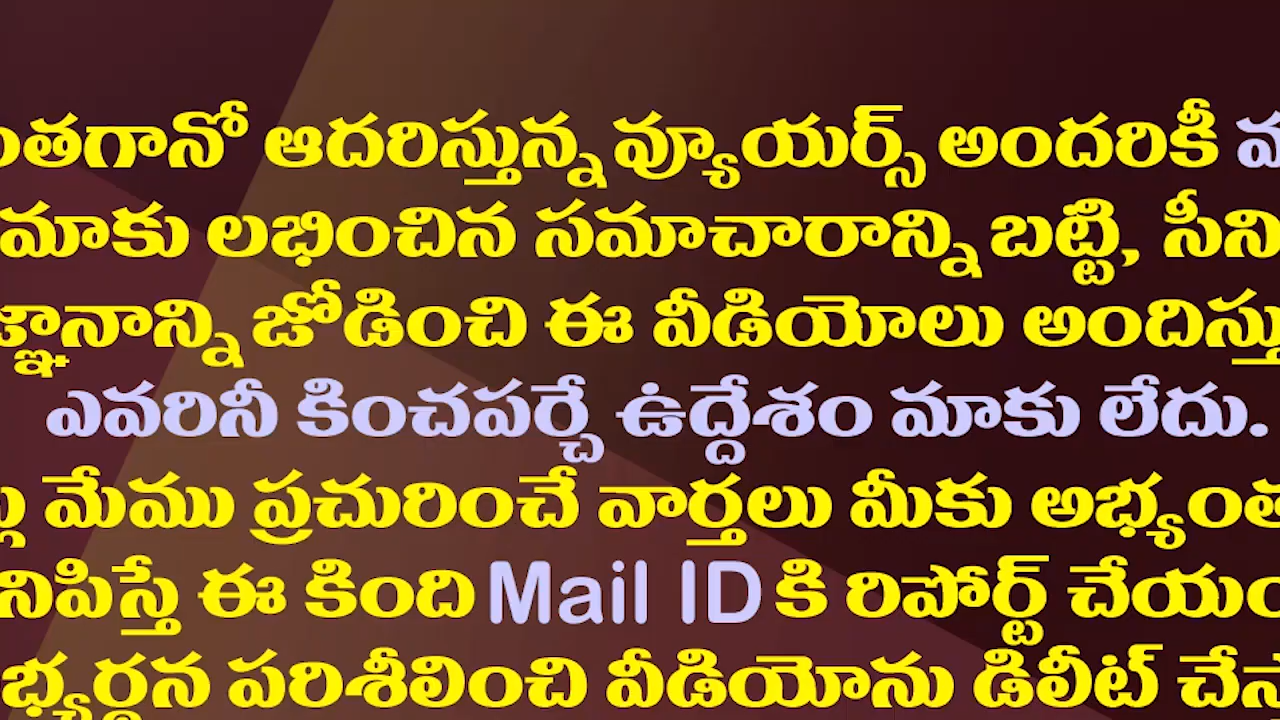 ంతగానో ఆదరిస్తున్న వ్యూయర్స్ అందరికీ
మాకు లభించిన సమాచారాన్ని బట్టి, సీని
జ్ఞానాన్ని జోడించి ఈ వీడియోలు అందిస్తు
ఎవరినీ కించపర్చే ఉద్దేశం మాకు లేదు.
మేము ప్రచురించే వార్తలు మీకు అభ్యంత
నిపిస్తే ఈ కింది Mail ID కి రిపోర్ట్ చేయం
భ్యర్థన పరిశీలించి వీడియోను డిలీట్ చేస